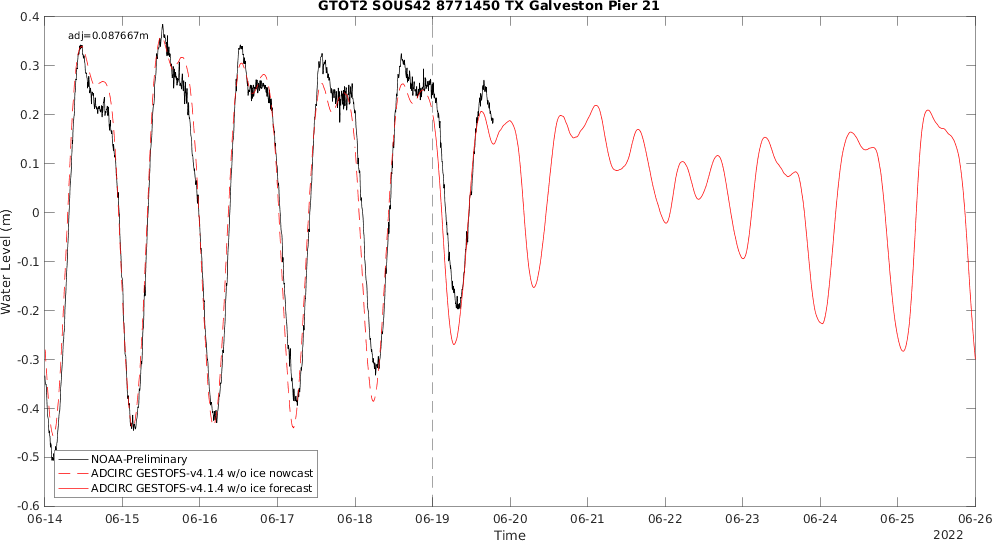 GTOT2 SOUS42 8771450 TX Galveston Pier 21
adj=0.087667m
0.4
0.3
0.2
0.1
0
-0.1
-0.2
-0.3
-0.4
-0.5
-0.6
Water Level (m)
NOAA-Preliminary
ADCIRC GESTOFS-v4.1.4 w/o ice nowcast
ADCIRC GESTOFS-v4.1.4 w/o ice forecast
06-14 06-15 06-16 06-17 06-18 06-19 06-20 06-21 06-22 06-23 06-24 06-25 06-26
Time
2022